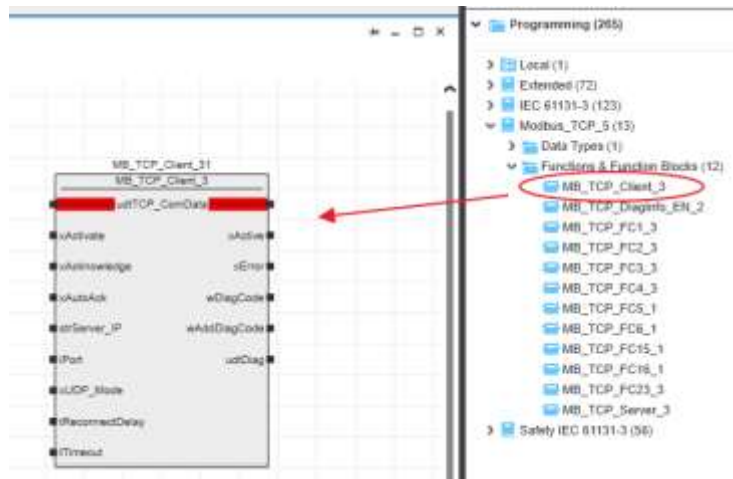 Programming (265)
Local (1)
Extended (72)
IEC 61131-3 (123)
Modbus_TCP_5 (13)
Data Types (1)
Functions & Function Blocks (12)
MB_TCP_Client_3
MB_TCP_DiagInfo_EN_2
MB_TCP_FC1_3
MB_TCP_FC2_3
MB_TCP_FC3_3
MB_TCP_FC4_3
MB_TCP_FC5_1
MB_TCP_FC6_1
MB_TCP_FC15_1
MB_TCP_FC16_1
MB_TCP_FC23_3
MB_TCP_Server_3
Safety IEC 61131-3 (56)
MB_TCP_Client_31
MB_TCP_Client_3
udtTCP_ComData
xActivate xActive
xAcknowledge xError
xAutoAck wDiagCode
strServer_IP wAddDiagCode
iPort udtDiag
xUDP_Mode
tReconnectDelay
tTimeout